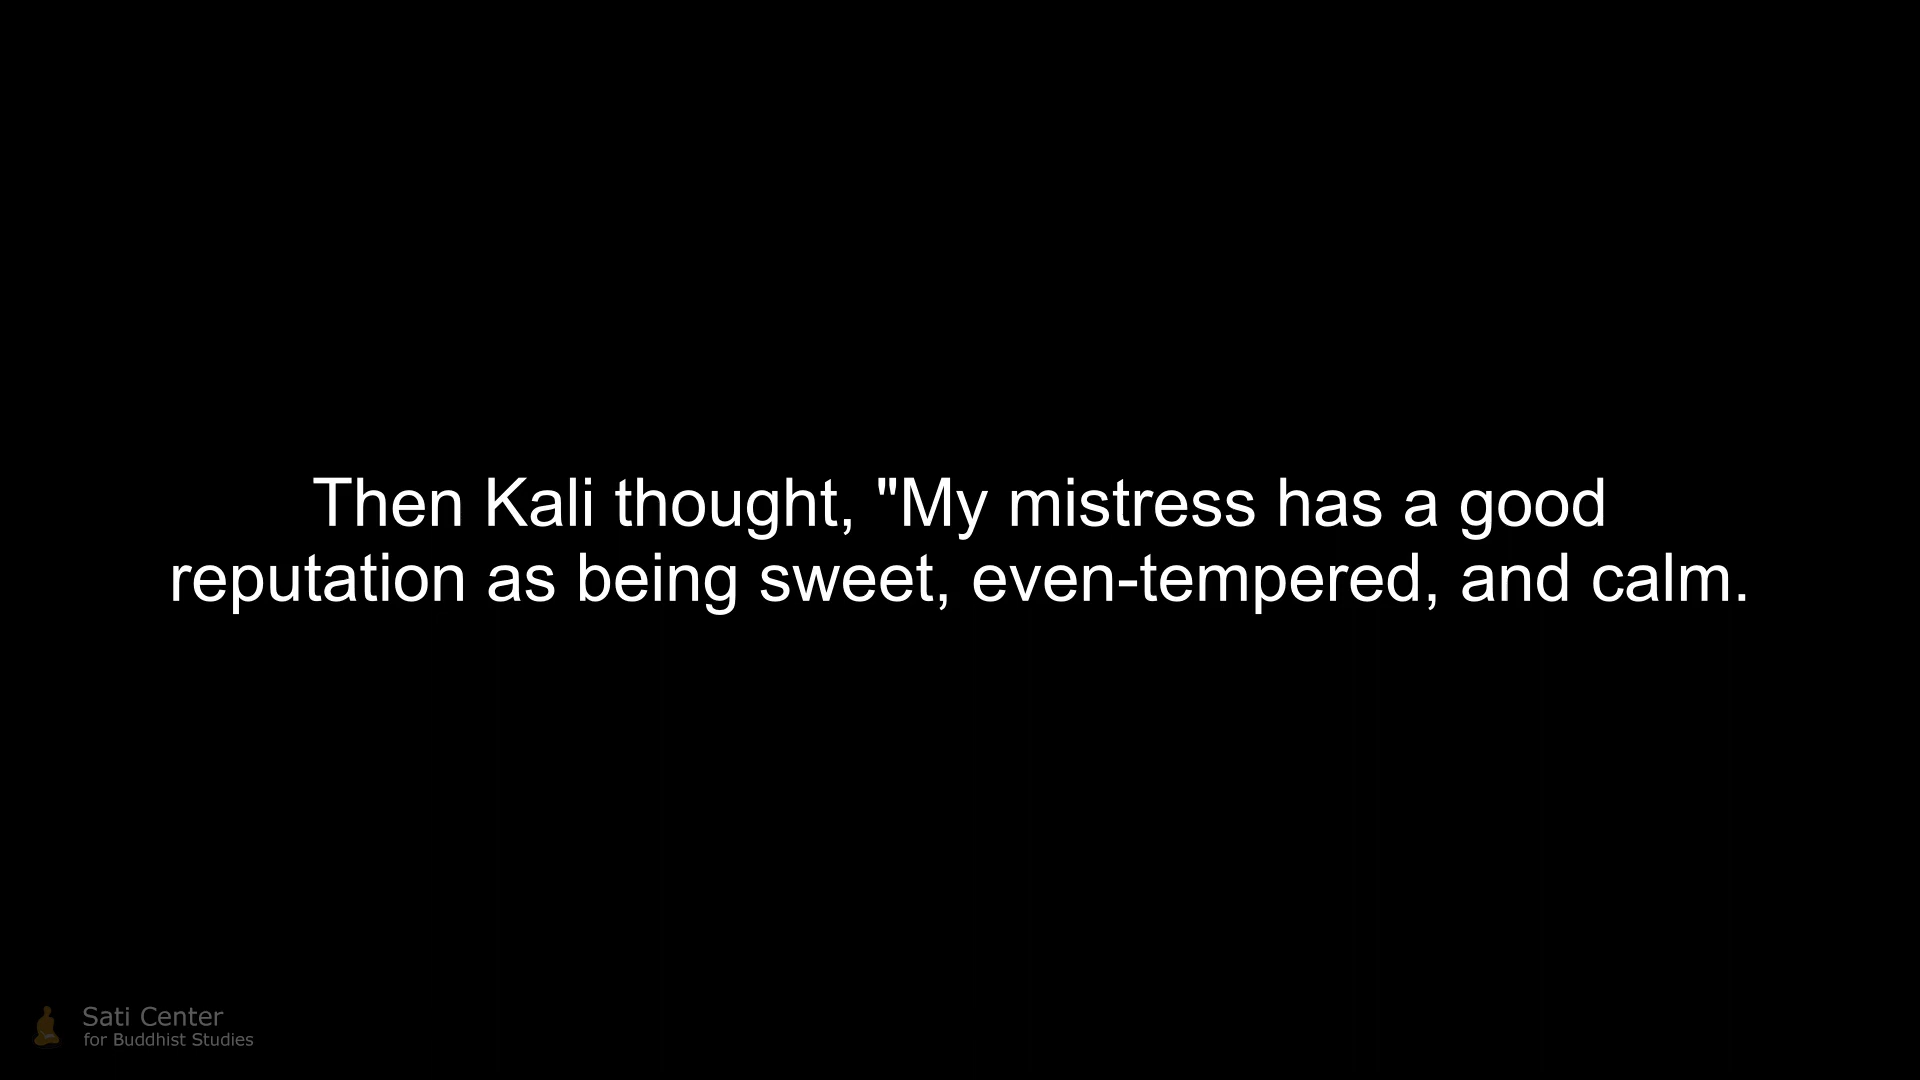 Then Kali thought, "My mistress has a good
reputation as being sweet, even-tempered, and calm.
Sati Center
for Buddhist Studies